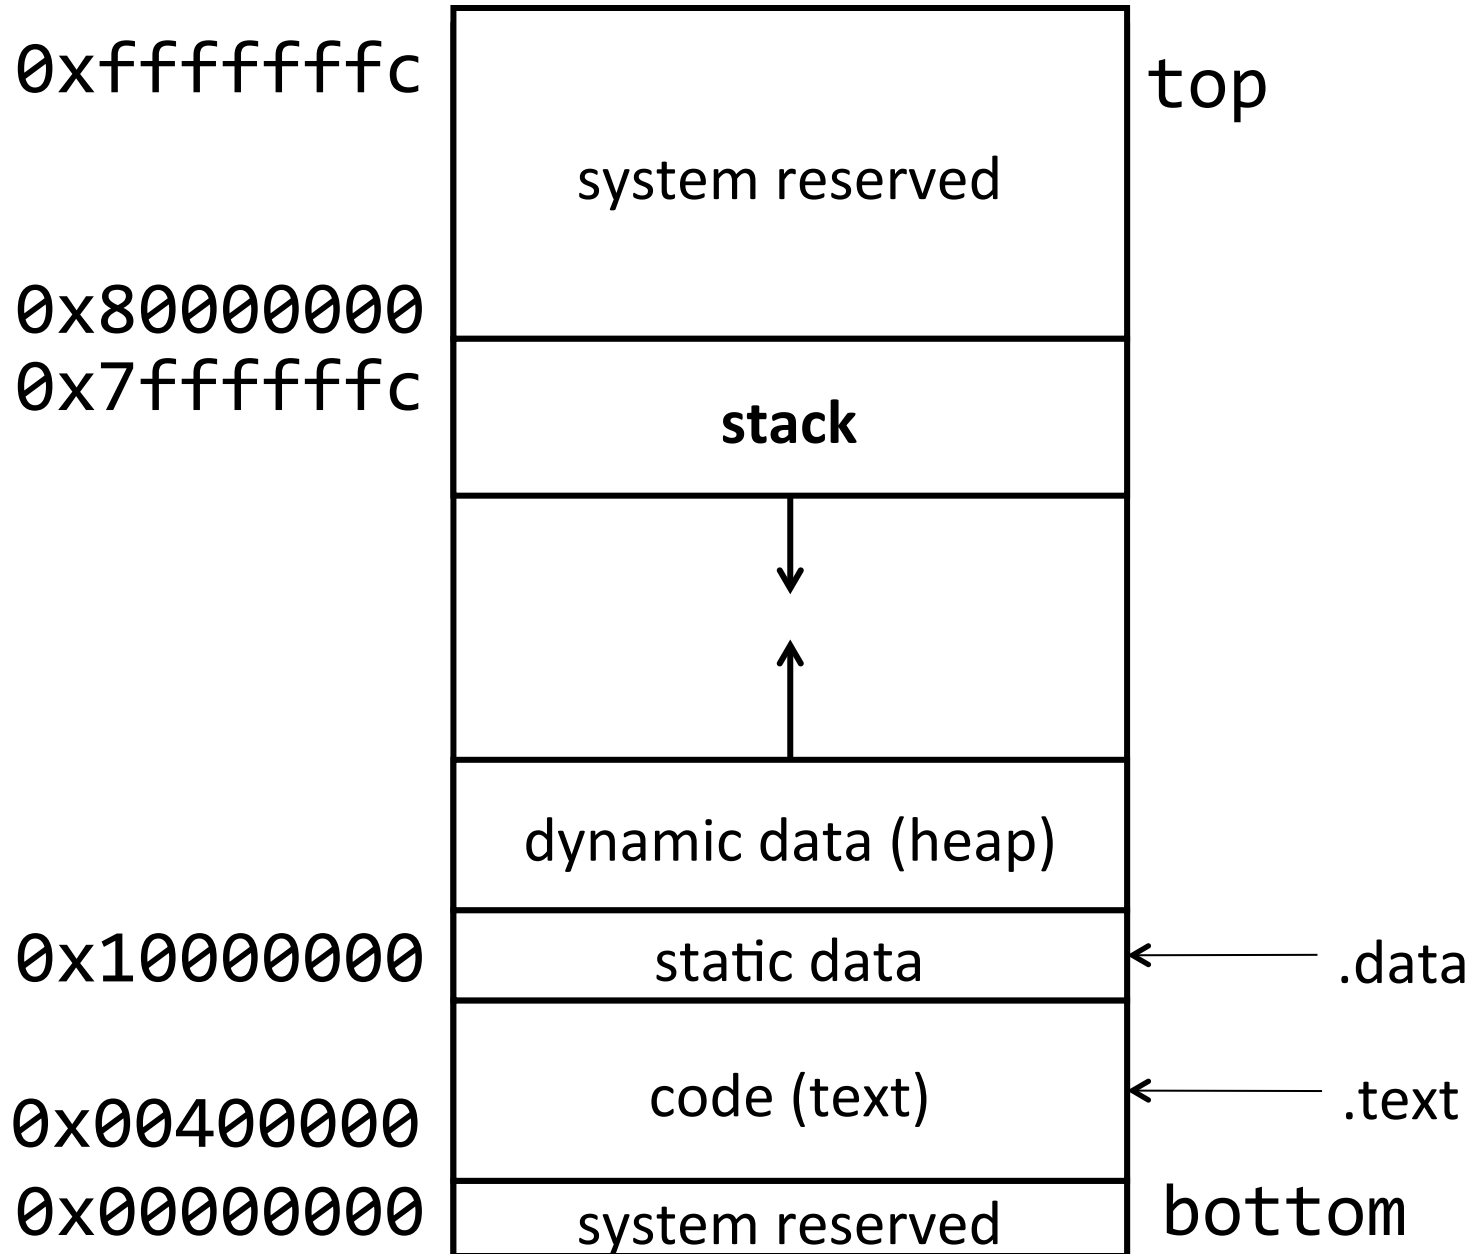 0xfffffffc
top
system reserved
0x80000000
0x7ffffffc
stack
dynamic data (heap)
0x10000000
static data
.data
code (text)
.text
0x00400000
0x00000000
system reserved
bottom